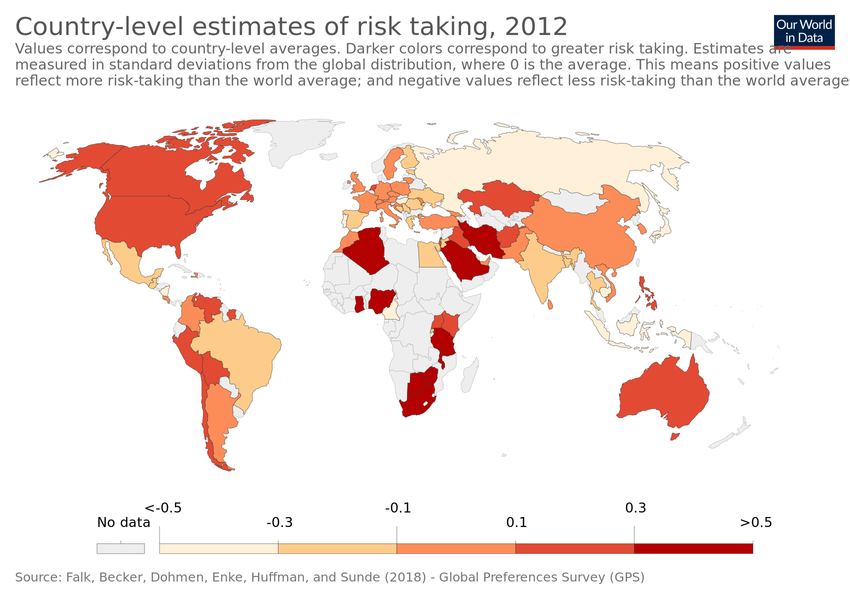 Country-level estimates of risk taking, 2012
Our World
in Data
Values correspond to country-level averages. Darker colors correspond to greater risk taking. Estimates are
measured in standard deviations from the global distribution, where 0 is the average. This means positive values
reflect more risk-taking than the world average; and negative values reflect less risk-taking than the world average
<-0.5
-0.1
0.3
No data
-0.3
0.1
>0.5
Source: Falk, Becker, Dohmen, Enke, Huffman, and Sunde (2018) - Global Preferences Survey (GPS)